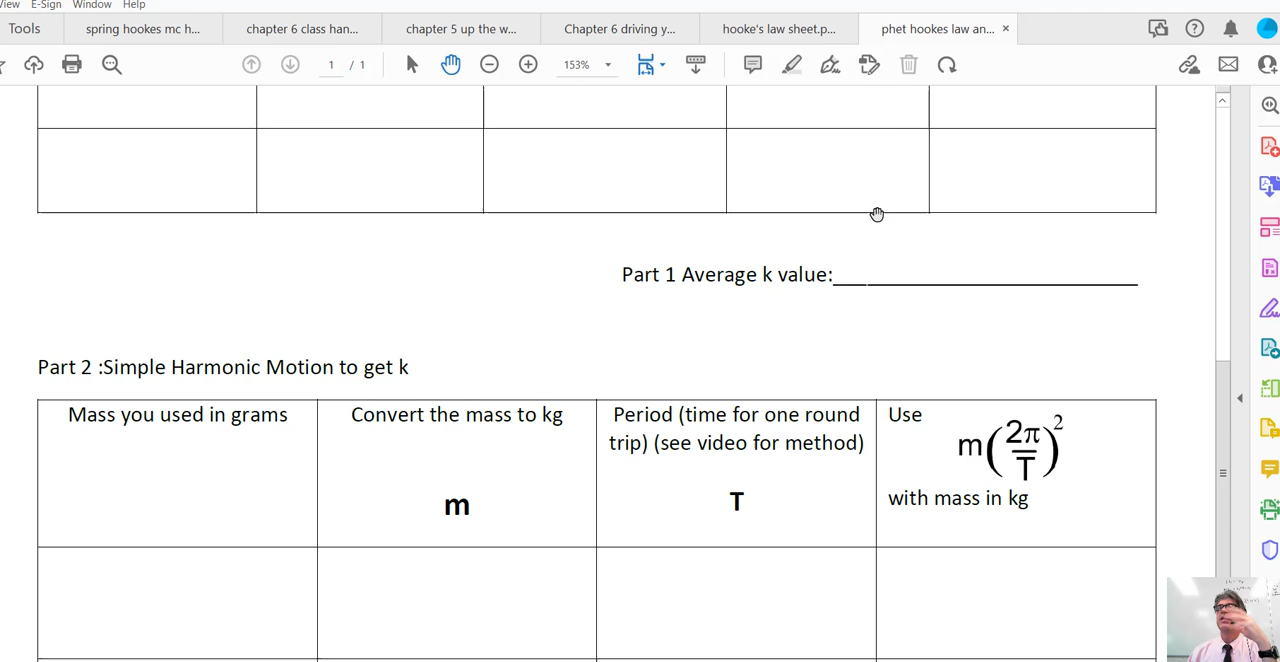 View E-Sign Window Help
Tools spring hookes mc h... chapter 6 class han... chapter 5 up the w... Chapter 6 driving y... hooke's law sheet.p... phet hookes law an... ×
1 / 1 153%
Part 1 Average k value:____________________________
Part 2 :Simple Harmonic Motion to get k
Mass you used in grams
Convert the mass to kg
m
Period (time for one round
trip) (see video for method)
T
Use
m(2π/T)²
with mass in kg